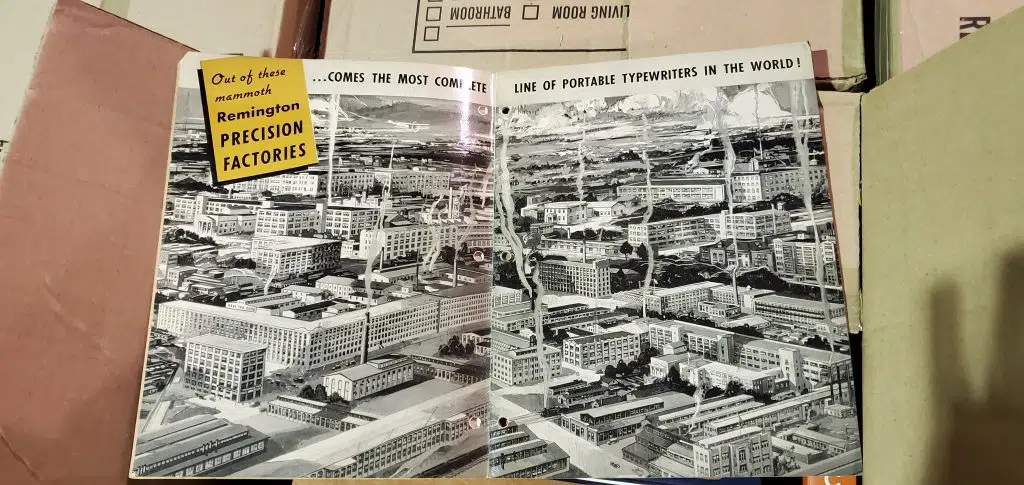 LIVING ROOM
BATHROOM
Out of these
mammoth
Remington
PRECISION
FACTORIES
...COMES THE MOST COMPLETE
LINE OF PORTABLE TYPEWRITERS IN THE WORLD!